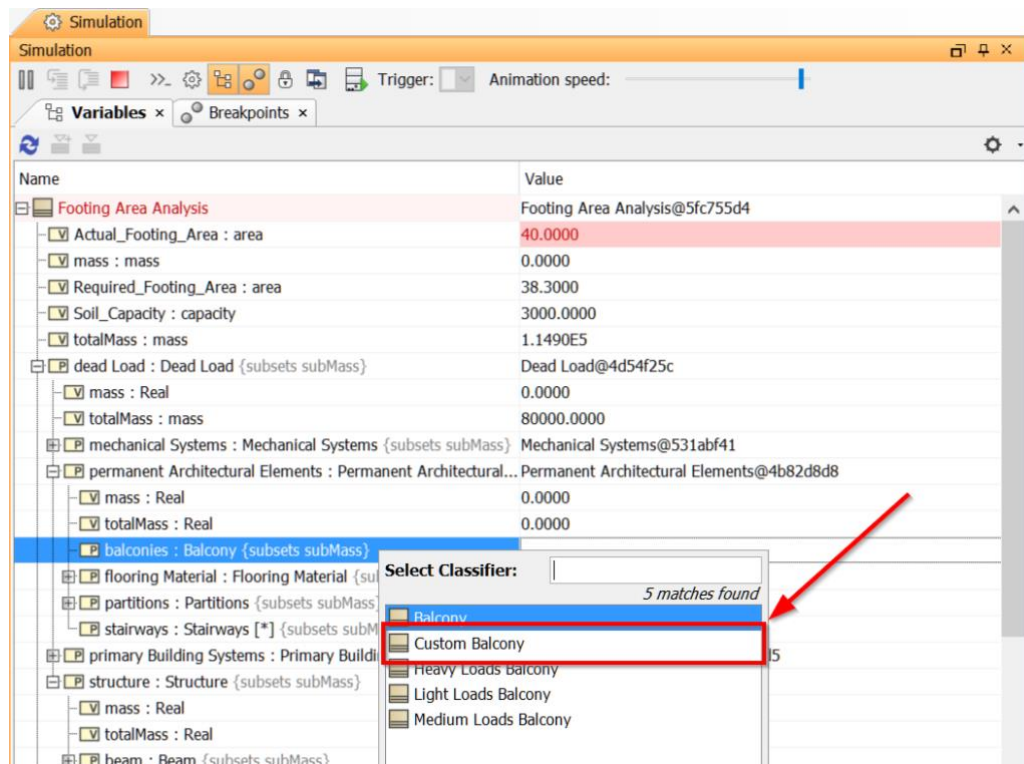 Simulation
Simulation
Trigger: Animation speed:
Variables × Breakpoints ×
Name Value
Footing Area Analysis Footing Area Analysis@5fc755d4
Actual_Footing_Area : area 40.0000
mass : mass 0.0000
Required_Footing_Area : area 38.3000
Soil_Capacity : capacity 3000.0000
totalMass : mass 1.1490E5
dead Load : Dead Load {subsets subMass} Dead Load@4d54f25c
mass : Real 0.0000
totalMass : mass 80000.0000
mechanical Systems : Mechanical Systems {subsets subMass} Mechanical Systems@531abf41
permanent Architectural Elements : Permanent Architectural... Permanent Architectural Elements@4b82d8d8
mass : Real 0.0000
totalMass : Real 0.0000
balconies : Balcony {subsets subMass}
Select Classifier:
5 matches found
flooring Material : Flooring Material
partitions : Partitions {subsets subMass
Balcony
stairways : Stairways [*] {subsets
Custom Balcony
primary Building Systems : Primary
Heavy Loads Balcony
structure : Structure {subsets subMass}
Light Loads Balcony
mass : Real
Medium Loads Balcony
totalMass : Real
beam : Beam {subsets subMass}